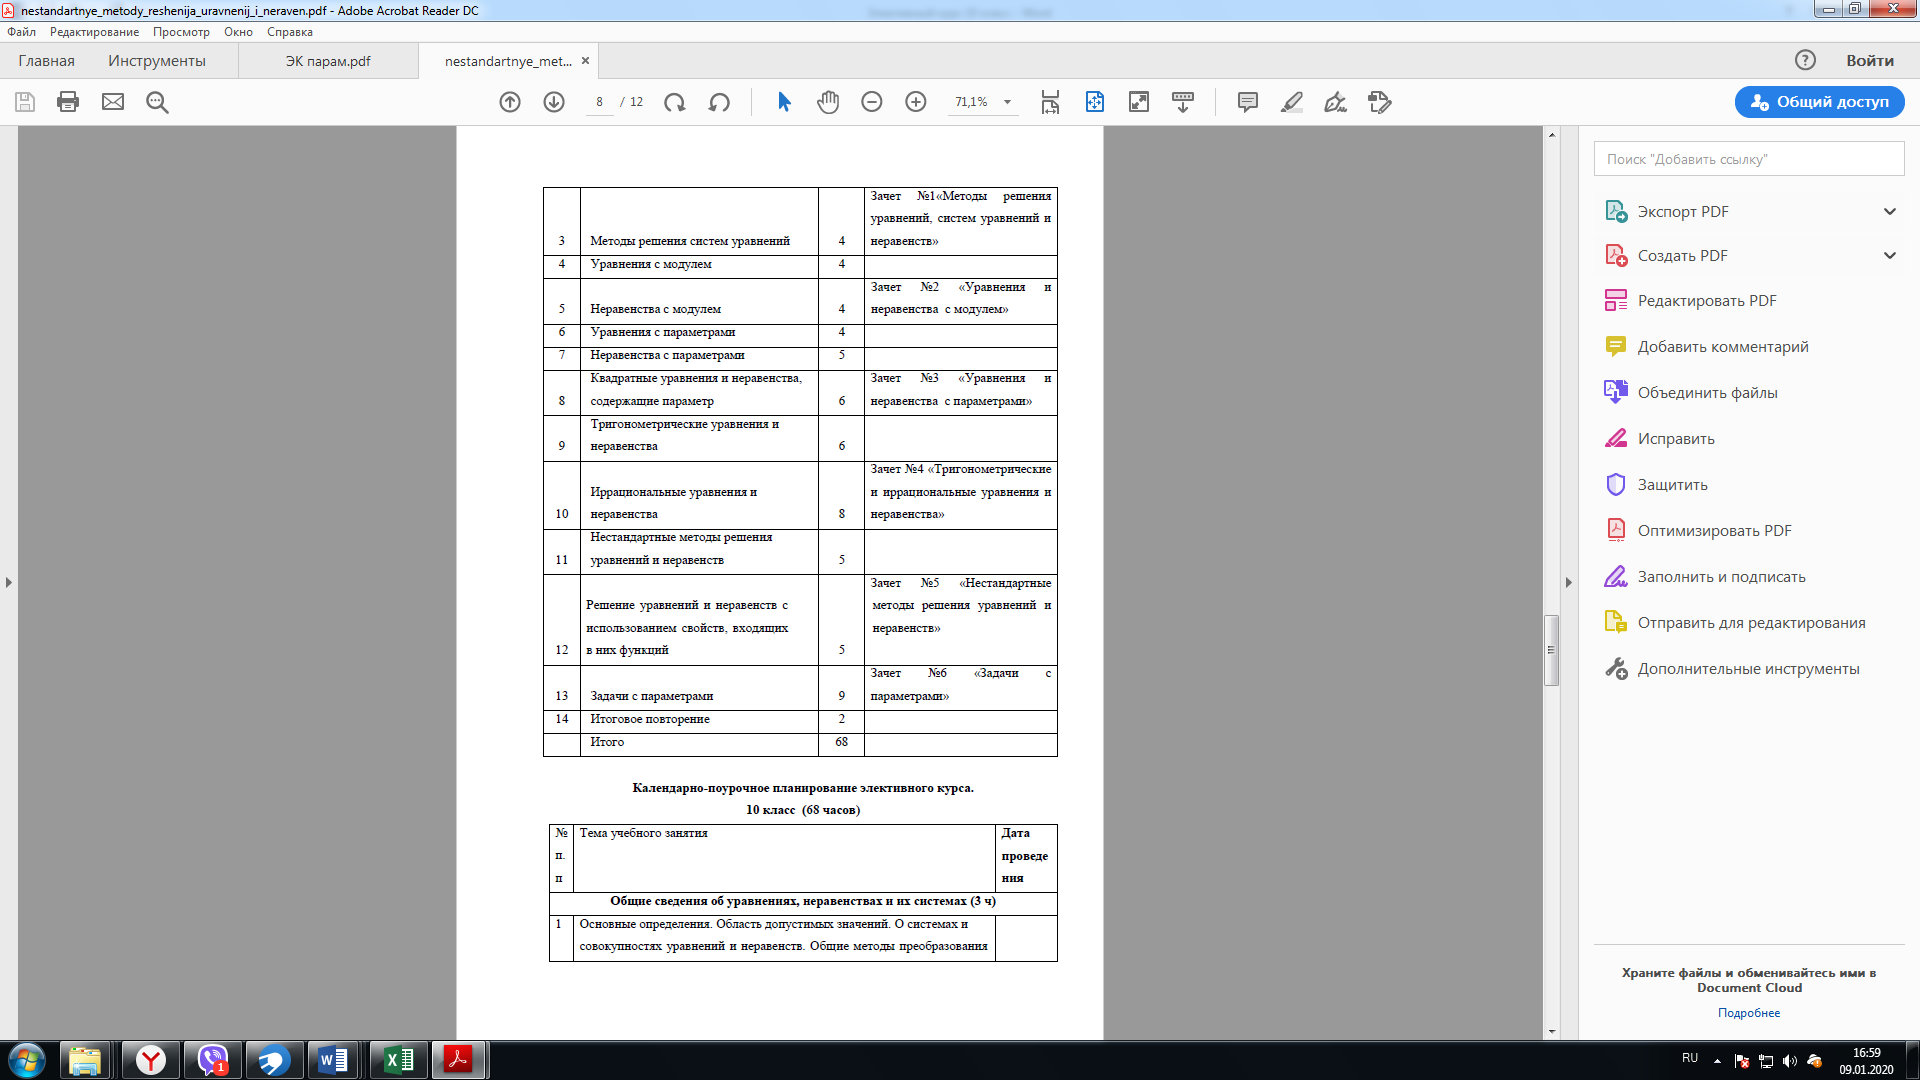 nestandartnye_metody_reshenija_uravnenij_i_neraven.pdf - Adobe Acrobat Reader DC
Файл Редактирование Просмотр Окно Справка
Главная Инструменты ЭК парам.pdf nestandartnye_met... × Войти
8 / 12 71,1% Общий доступ
Зачет №1«Методы решения
уравнений, систем уравнений и
3 Методы решения систем уравнений 4 неравенств»
4 Уравнения с модулем 4
Зачет №2 «Уравнения и
5 Неравенства с модулем 4 неравенства с модулем»
6 Уравнения с параметрами 4
7 Неравенства с параметрами 5
Квадратные уравнения и неравенства, Зачет №3 «Уравнения и
8 содержащие параметр 6 неравенства с параметрами»
Тригонометрические уравнения и
9 неравенства 6
Зачет №4 «Тригонометрические
Иррациональные уравнения и и иррациональные уравнения и
10 неравенства 8 неравенства»
Нестандартные методы решения
11 уравнений и неравенств 5
Зачет №5 «Нестандартные
Решение уравнений и неравенств с методы решения уравнений и
использованием свойств, входящих неравенств»
12 в них функций 5
Зачет №6 «Задачи с
13 Задачи с параметрами 9 параметрами»
14 Итоговое повторение 2
Итого 68
Календарно-поурочное планирование элективного курса.
10 класс (68 часов)
№ Тема учебного занятия Дата
п. проведе
п ния
Общие сведения об уравнениях, неравенствах и их системах (3 ч)
1 Основные определения. Область допустимых значений. О системах и
совокупностях уравнений и неравенств. Общие методы преобразования
Поиск "Добавить ссылку"
Экспорт PDF
Создать PDF
Редактировать PDF
Добавить комментарий
Объединить файлы
Исправить
Защитить
Оптимизировать PDF
Заполнить и подписать
Отправить для редактирования
Дополнительные инструменты
Храните файлы и обменивайтесь ими в
Document Cloud
Подробнее
RU 16:59
09.01.2020